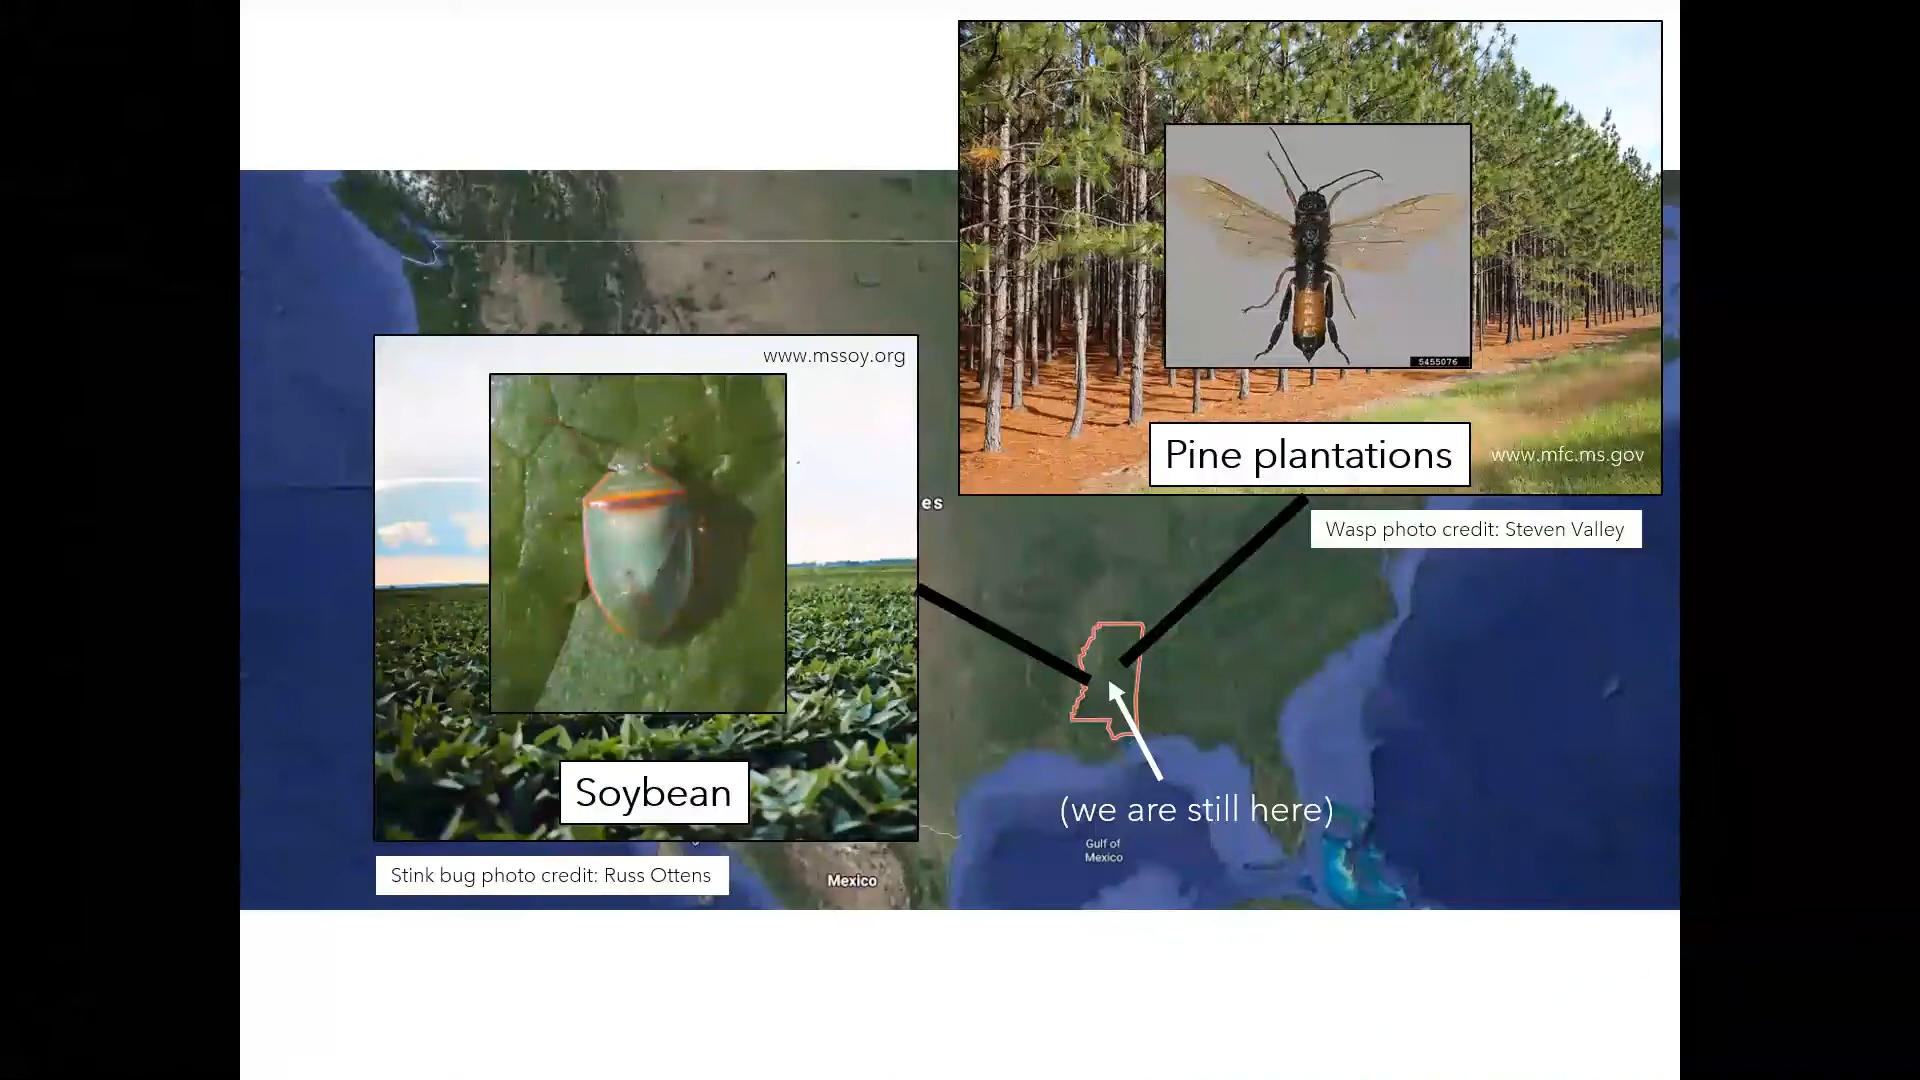 www.mssoy.org
Soybean
Stink bug photo credit: Russ Ottens
5455076
Pine plantations
www.mfc.ms.gov
Wasp photo credit: Steven Valley
es
(we are still here)
Gulf of
Mexico
Mexico